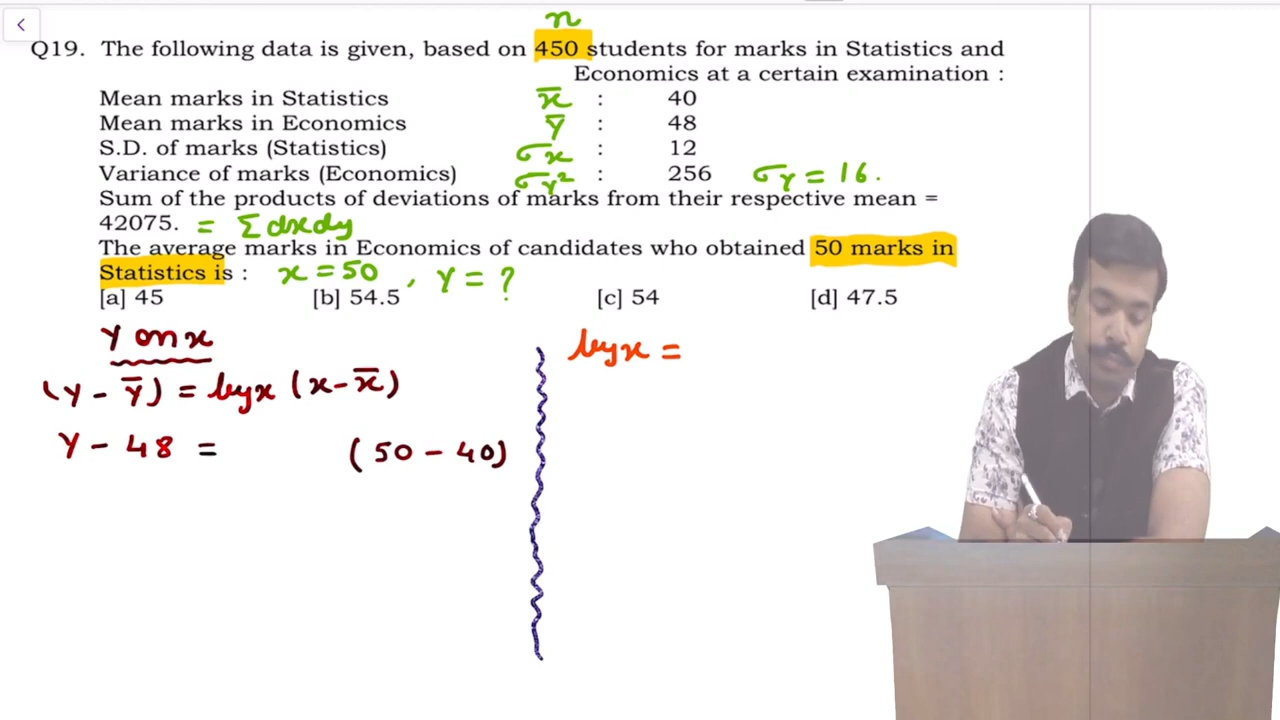 n
Q19. The following data is given, based on 450 students for marks in Statistics and
Economics at a certain examination :
Mean marks in Statistics x̅ : 40
Mean marks in Economics y̅ : 48
S.D. of marks (Statistics) σx : 12
Variance of marks (Economics) σy² : 256 σy = 16.
Sum of the products of deviations of marks from their respective mean =
42075. = Σdxdy
The average marks in Economics of candidates who obtained 50 marks in
Statistics is : x = 50 , y = ?
[a] 45 [b] 54.5 [c] 54 [d] 47.5
y on x
(y - y̅) = byx (x - x̅)
y - 48 = (50 - 40)
byx =